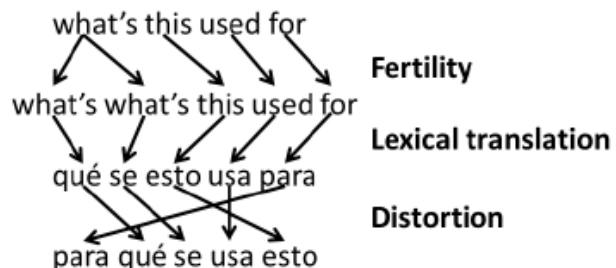 what's this used for
Fertility
what's what's this used for
Lexical translation
qué se esto usa para
Distortion
para qué se usa esto